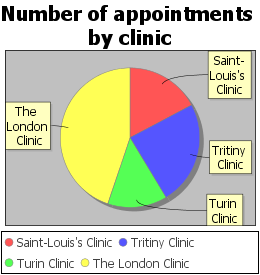 Number of appointments
by clinic
Saint-
Louis's
Clinic
The
London
Clinic
Tritiny
Clinic
Turin
Clinic
Saint-Louis's Clinic Tritiny Clinic
Turin Clinic The London Clinic